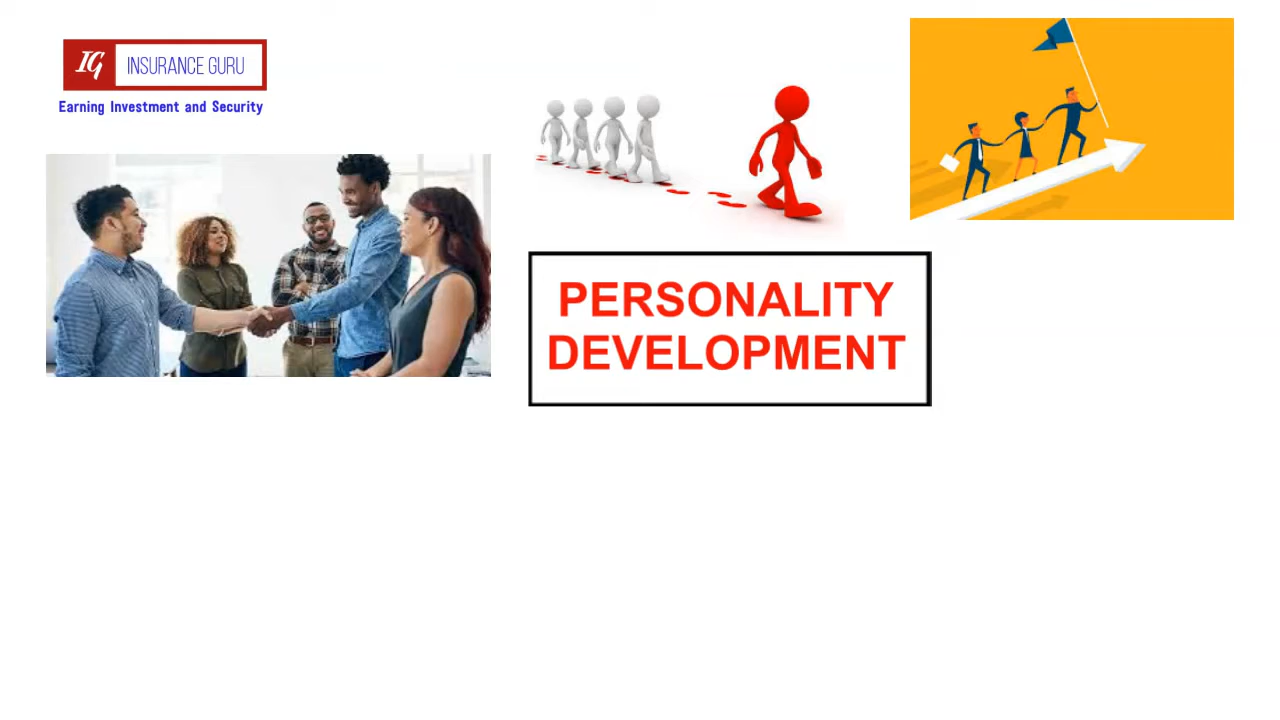 IG
INSURANCE GURU
Earning Investment and Security
PERSONALITY
DEVELOPMENT